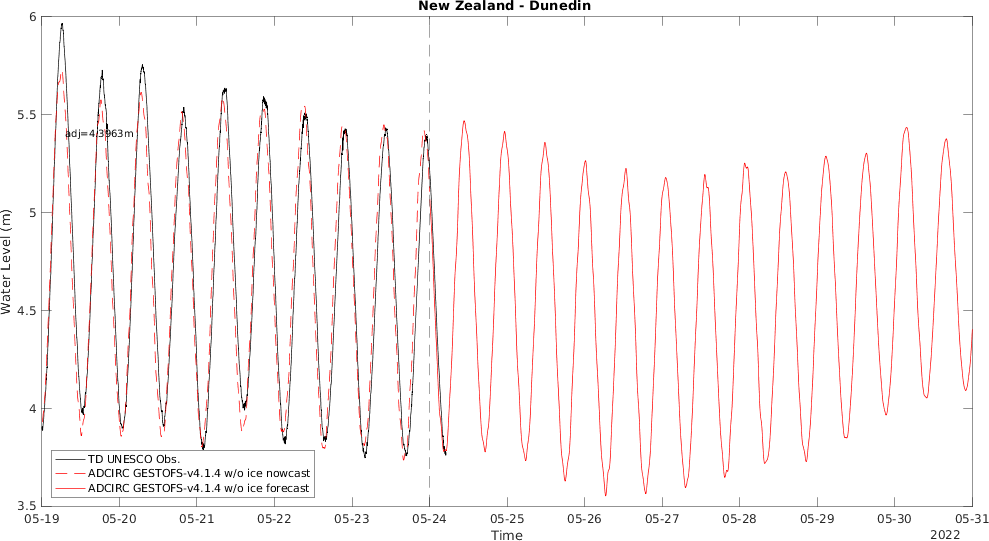 New Zealand - Dunedin
Water Level (m)
6
5.5
5
4.5
4
3.5
adj=4.3963m
TD UNESCO Obs.
ADCIRC GESTOFS-v4.1.4 w/o ice nowcast
ADCIRC GESTOFS-v4.1.4 w/o ice forecast
05-19 05-20 05-21 05-22 05-23 05-24 05-25 05-26 05-27 05-28 05-29 05-30 05-31
Time
2022